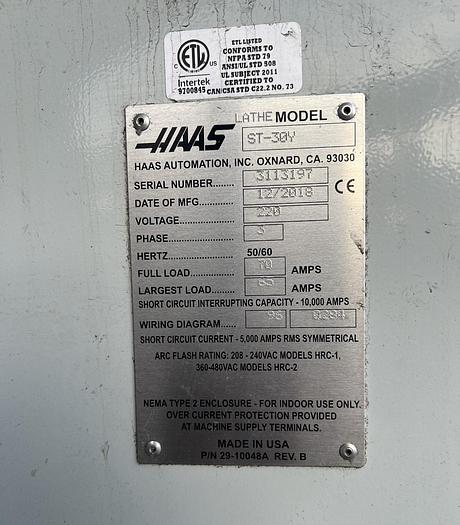 ETL LISTED
CONFORMS TO
NFPA STD 79
ANSI/UL STD 508
UL SUBJECT 2011
CERTIFIED TO
CAN/CSA STD C22.2 NO. 73
C ETL US
Intertek
9700845
LATHE MODEL
HAAS ST-30Y
HAAS AUTOMATION, INC. OXNARD, CA. 93030
SERIAL NUMBER....... 3113197
DATE OF MFG............. 12/2018 CE
VOLTAGE.................... 220
PHASE........................ 3
HERTZ 50/60
FULL LOAD................ 70 AMPS
LARGEST LOAD......... AMPS
SHORT CIRCUIT INTERRUPTING CAPACITY - 10,000 AMPS
WIRING DIAGRAM........ 96
SHORT CIRCUIT CURRENT - 5,000 AMPS RMS SYMMETRICAL
ARC FLASH RATING: 208 - 240VAC MODELS HRC-1,
360-480VAC MODELS HRC-2
NEMA TYPE 2 ENCLOSURE - FOR INDOOR USE ONLY.
OVER CURRENT PROTECTION PROVIDED
AT MACHINE SUPPLY TERMINALS.
MADE IN USA
P/N 29-10048A REV. B